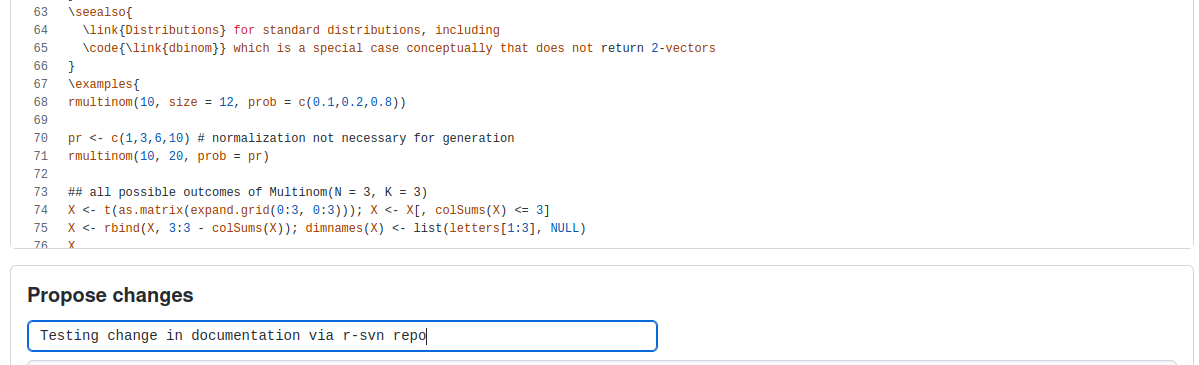 63 \seealso{
64   \link{Distributions} for standard distributions, including
65   \code{\link{dbinom}} which is a special case conceptually that does not return 2-vectors
66 }
67 \examples{
68 rmultinom(10, size = 12, prob = c(0.1,0.2,0.8))
69
70 pr <- c(1,3,6,10) # normalization not necessary for generation
71 rmultinom(10, 20, prob = pr)
72
73 ## all possible outcomes of Multinom(N = 3, K = 3)
74 X <- t(as.matrix(expand.grid(0:3, 0:3))); X <- X[, colSums(X) <= 3]
75 X <- rbind(X, 3:3 - colSums(X)); dimnames(X) <- list(letters[1:3], NULL)
76 X
Propose changes
Testing change in documentation via r-svn repo